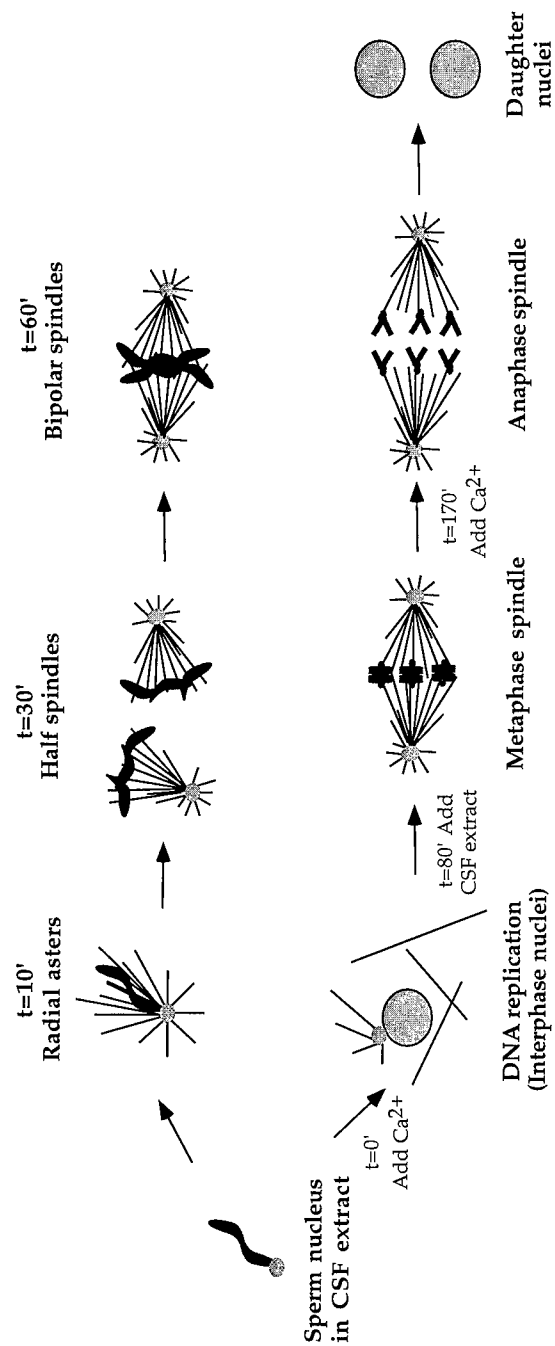 Sperm nucleus
in CSF extract
t=10'
Radial asters
t=30'
Half spindles
t=60'
Bipolar spindles
t=0'
Add Ca2+
DNA replication
(Interphase nuclei)
t=80' Add
CSF extract
Metaphase spindle
t=170'
Add Ca2+
Anaphase spindle
Daughter
nuclei